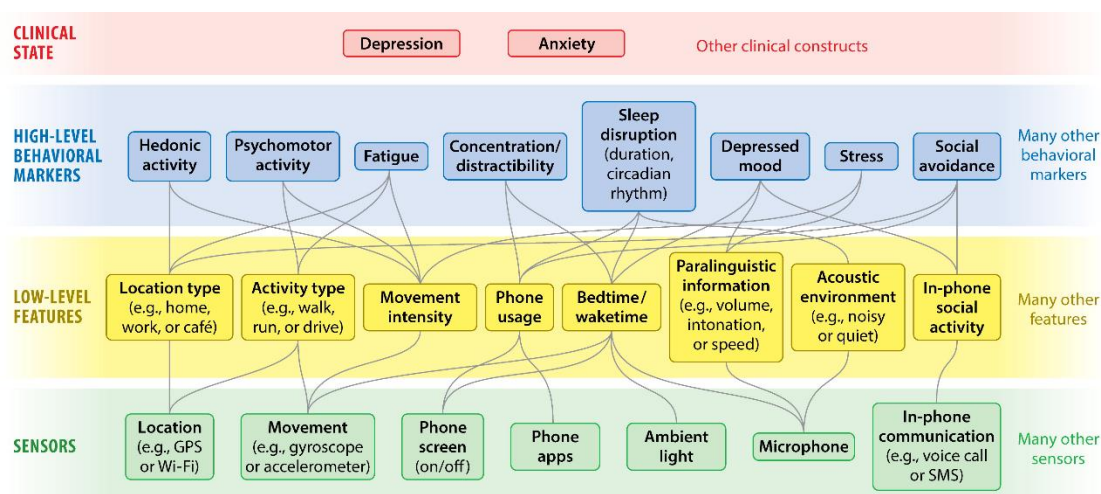 CLINICAL
STATE
Depression
Anxiety
Other clinical constructs
HIGH-LEVEL
BEHAVIORAL
MARKERS
Hedonic
activity
Psychomotor
activity
Fatigue
Concentration/
distractibility
Sleep
disruption
(duration,
circadian
rhythm)
Depressed
mood
Stress
Social
avoidance
Many other
behavioral
markers
LOW-LEVEL
FEATURES
Location type
(e.g., home,
work, or café)
Activity type
(e.g., walk,
run, or drive)
Movement
intensity
Phone
usage
Bedtime/
waketime
Paralinguistic
information
(e.g., volume,
intonation,
or speed)
Acoustic
environment
(e.g., noisy
or quiet)
In-phone
social
activity
Many other
features
SENSORS
Location
(e.g., GPS
or Wi-Fi)
Movement
(e.g., gyroscope
or accelerometer)
Phone
screen
(on/off)
Phone
apps
Ambient
light
Microphone
In-phone
communication
(e.g., voice call
or SMS)
Many other
sensors